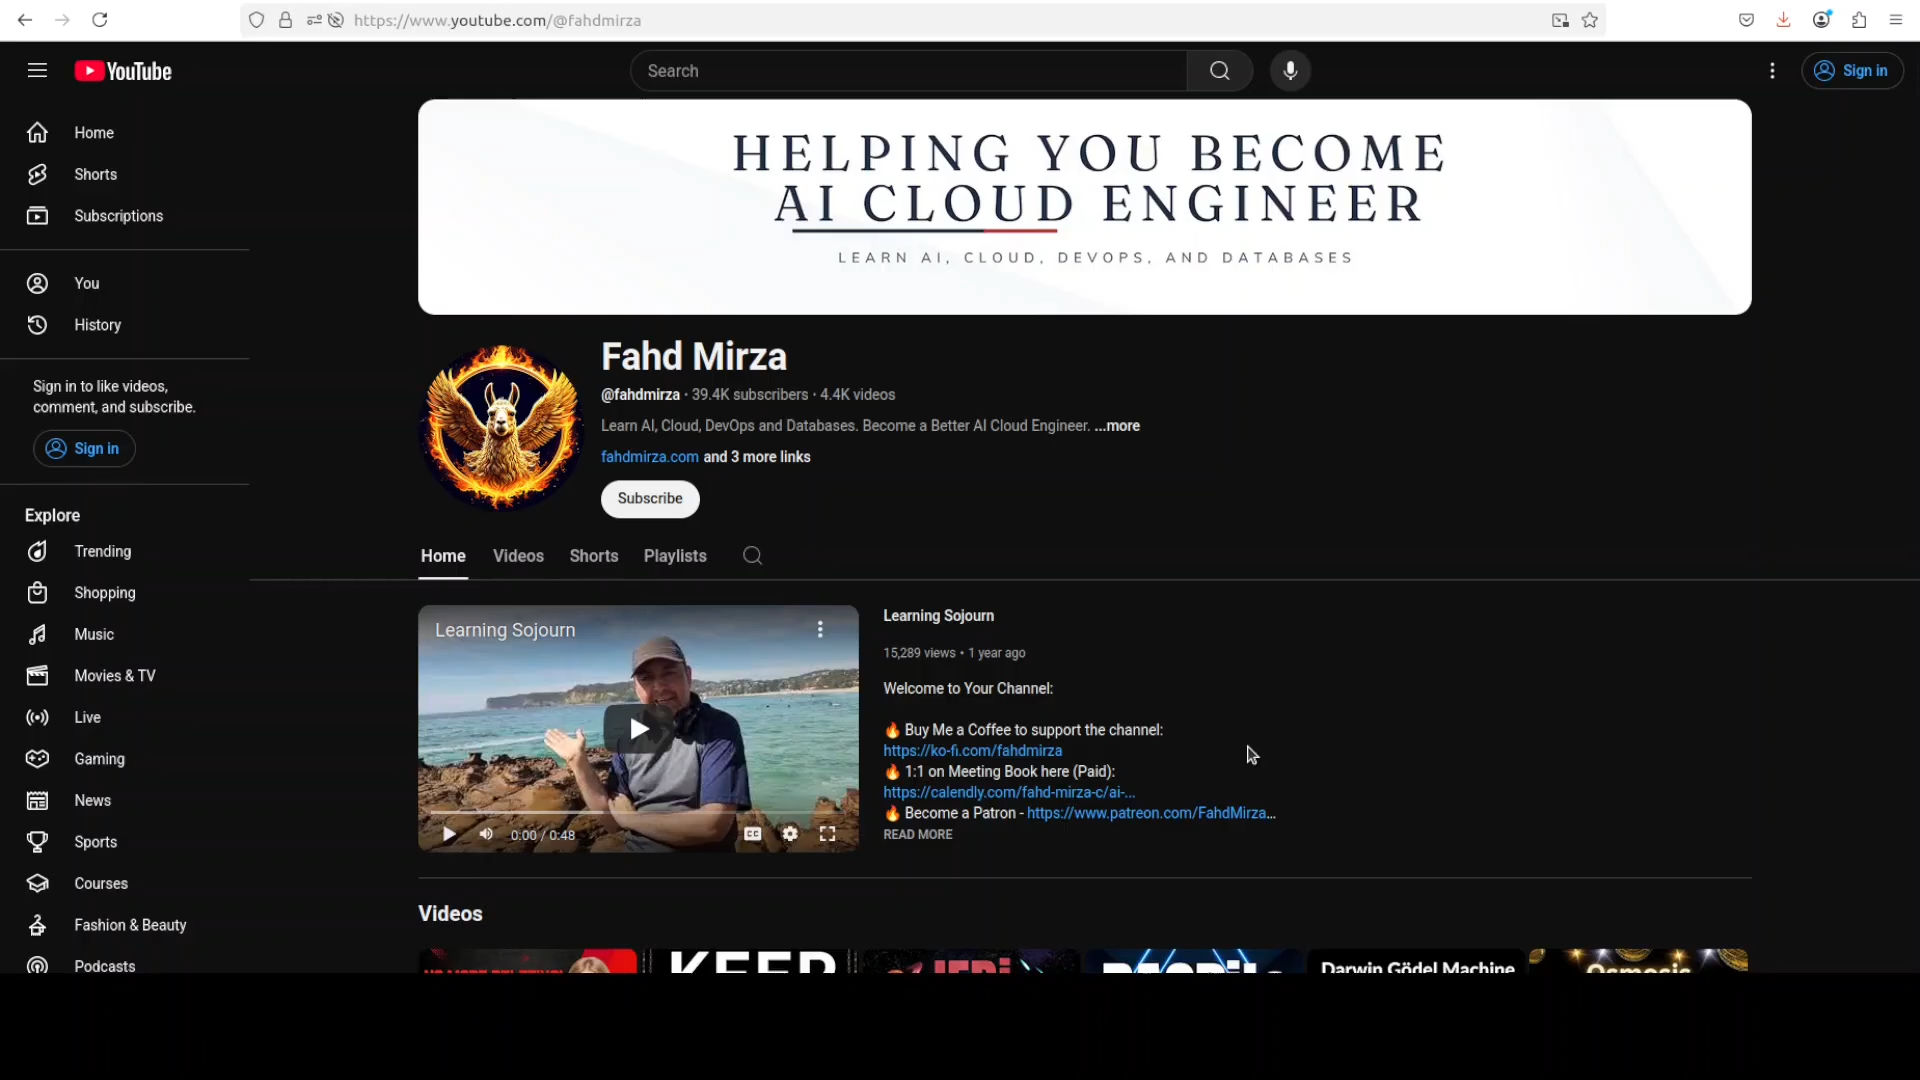 https://www.youtube.com/@fahdmirza
YouTube
Search
Sign in
Home
Shorts
Subscriptions
You
History
Sign in to like videos,
comment, and subscribe.
Sign in
Explore
Trending
Shopping
Music
Movies & TV
Live
Gaming
News
Sports
Courses
Fashion & Beauty
Podcasts
HELPING YOU BECOME
AI CLOUD ENGINEER
LEARN AI, CLOUD, DEVOPS, AND DATABASES
Fahd Mirza
@fahdmirza • 39.4K subscribers • 4.4K videos
Learn AI, Cloud, DevOps and Databases. Become a Better AI Cloud Engineer. ...more
fahdmirza.com and 3 more links
Subscribe
Home Videos Shorts Playlists
Learning Sojourn
0:00 / 0:48
CC
Learning Sojourn
15,289 views • 1 year ago
Welcome to Your Channel:
🔥 Buy Me a Coffee to support the channel:
https://ko-fi.com/fahdmirza
🔥 1:1 on Meeting Book here (Paid):
https://calendly.com/fahd-mirza-c/ai-...
🔥 Become a Patron - https://www.patreon.com/FahdMirza...
READ MORE
Videos
KEEP
Darwin Gödel Machine
Osmosis